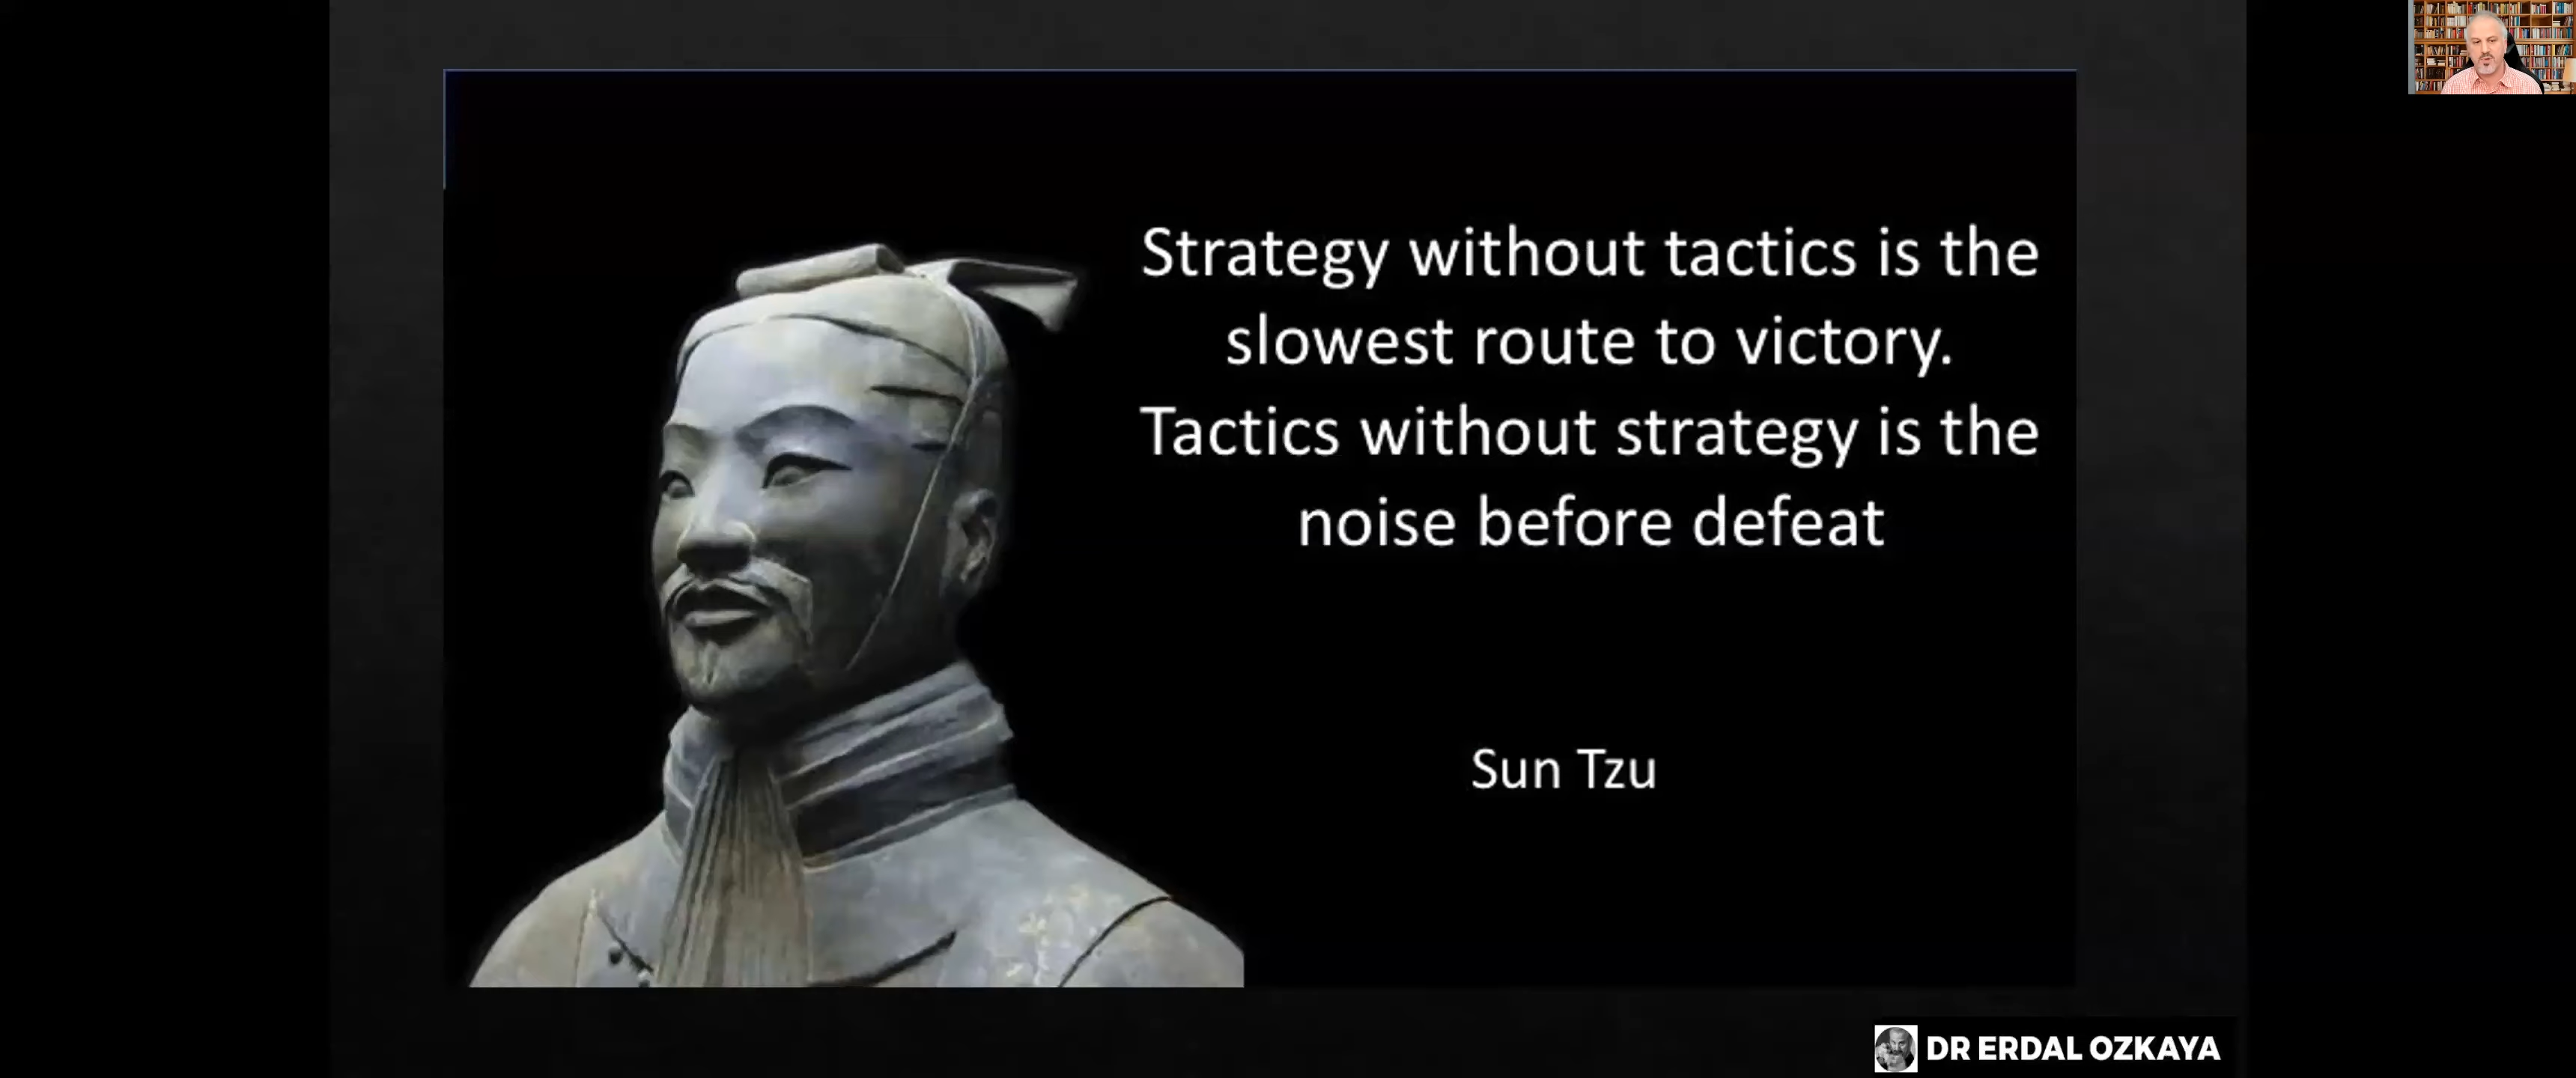 Strategy without tactics is the
slowest route to victory.
Tactics without strategy is the
noise before defeat
Sun Tzu
DR ERDAL OZKAYA